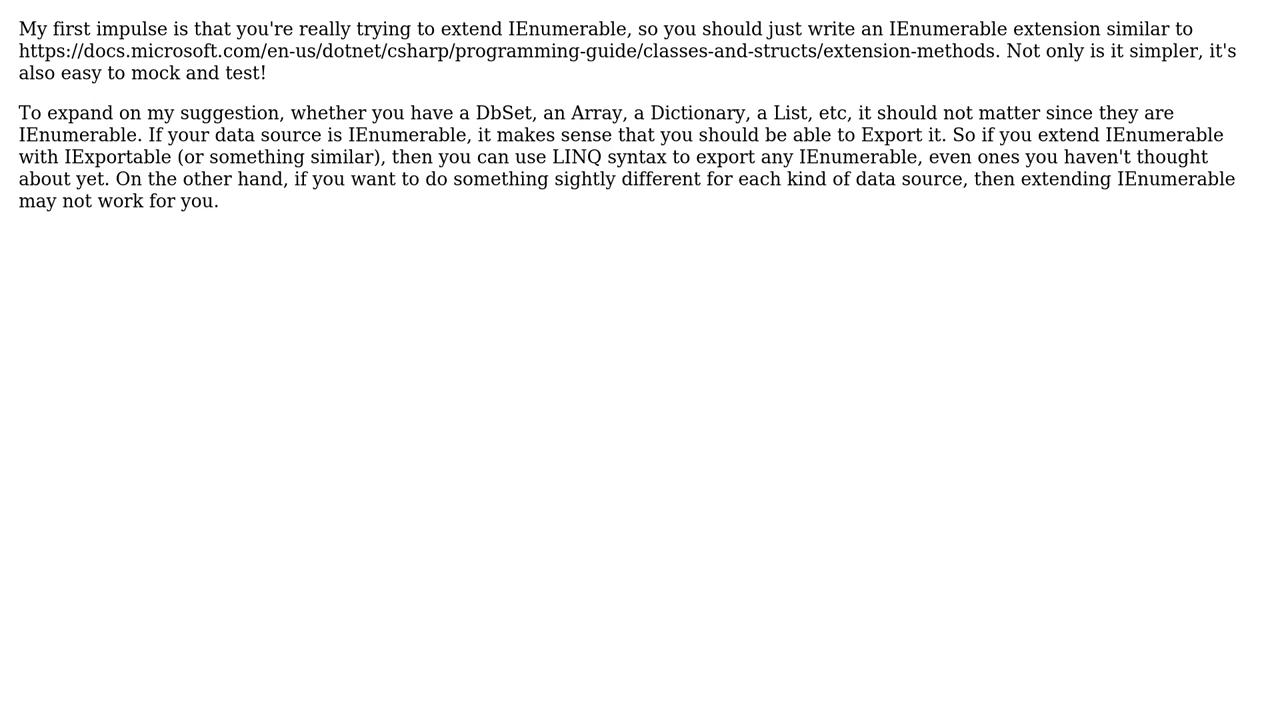 My first impulse is that you're really trying to extend IEnumerable, so you should just write an IEnumerable extension similar to
https://docs.microsoft.com/en-us/dotnet/csharp/programming-guide/classes-and-structs/extension-methods. Not only is it simpler, it's
also easy to mock and test!
To expand on my suggestion, whether you have a DbSet, an Array, a Dictionary, a List, etc, it should not matter since they are
IEnumerable. If your data source is IEnumerable, it makes sense that you should be able to Export it. So if you extend IEnumerable
with IExportable (or something similar), then you can use LINQ syntax to export any IEnumerable, even ones you haven't thought
about yet. On the other hand, if you want to do something sightly different for each kind of data source, then extending IEnumerable
may not work for you.